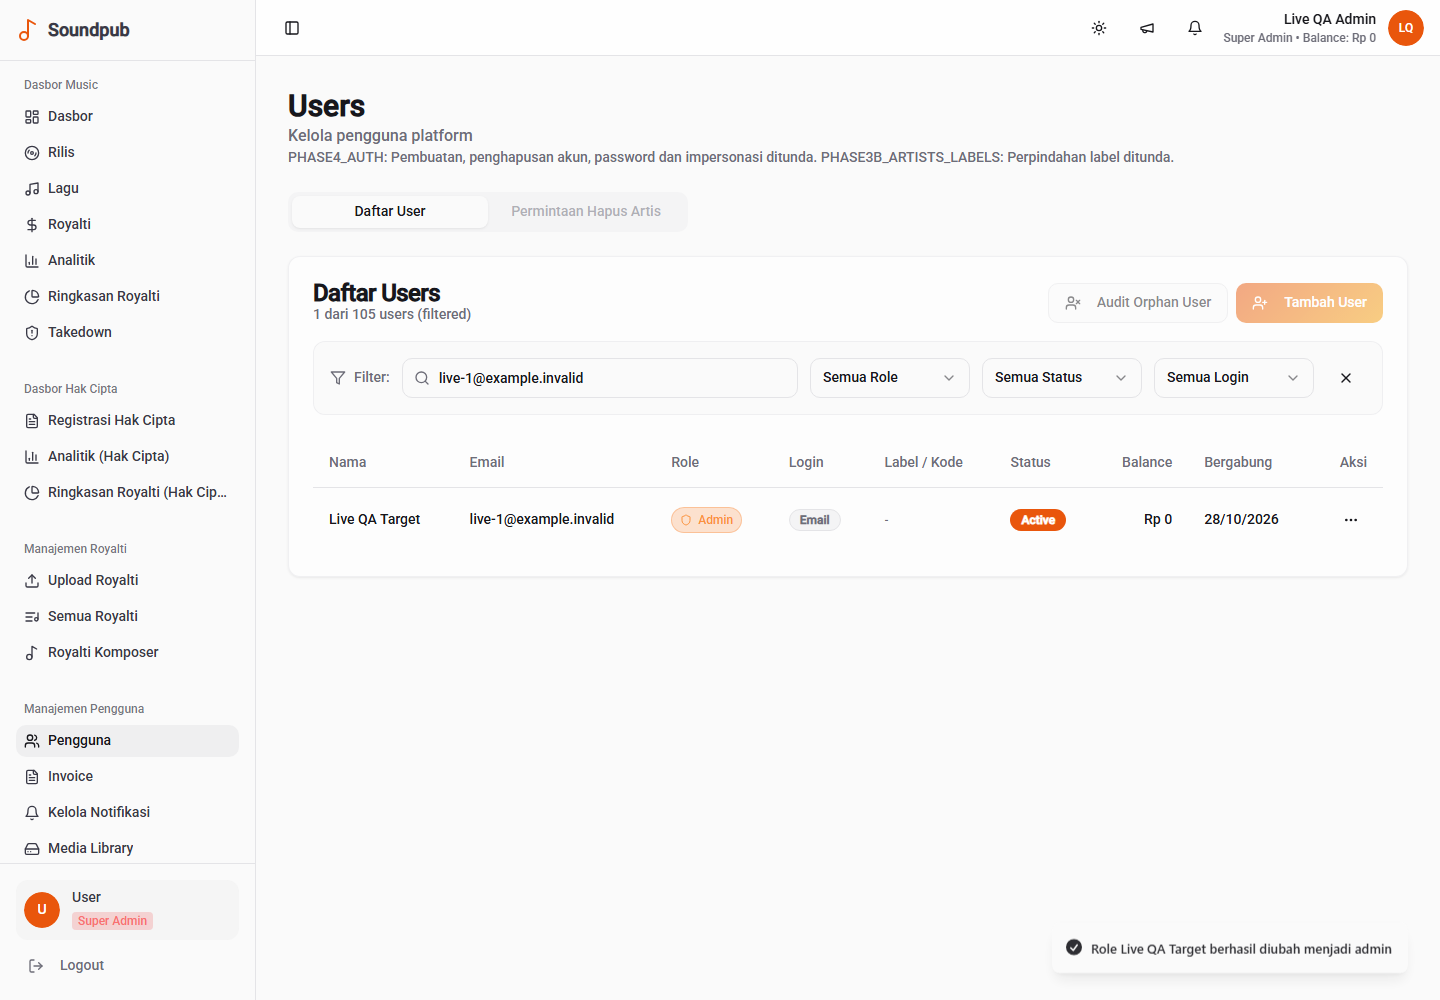 Soundpub
Dasbor Music
Dasbor
Rilis
Lagu
Royalti
Analitik
Ringkasan Royalti
Takedown
Dasbor Hak Cipta
Registrasi Hak Cipta
Analitik (Hak Cipta)
Ringkasan Royalti (Hak Cip...
Manajemen Royalti
Upload Royalti
Semua Royalti
Royalti Komposer
Manajemen Pengguna
Pengguna
Invoice
Kelola Notifikasi
Media Library
U
User
Super Admin
Logout
Live QA Admin
Super Admin • Balance: Rp 0
LQ
Users
Kelola pengguna platform
PHASE4_AUTH: Pembuatan, penghapusan akun, password dan impersonasi ditunda. PHASE3B_ARTISTS_LABELS: Perpindahan label ditunda.
Daftar User
Permintaan Hapus Artis
Daftar Users
1 dari 105 users (filtered)
Audit Orphan User
Tambah User
Filter:
live-1@example.invalid
Semua Role
Semua Status
Semua Login
Nama Email Role Login Label / Kode Status Balance Bergabung Aksi
Live QA Target live-1@example.invalid Admin Email - Active Rp 0 28/10/2026 ...
Role Live QA Target berhasil diubah menjadi admin